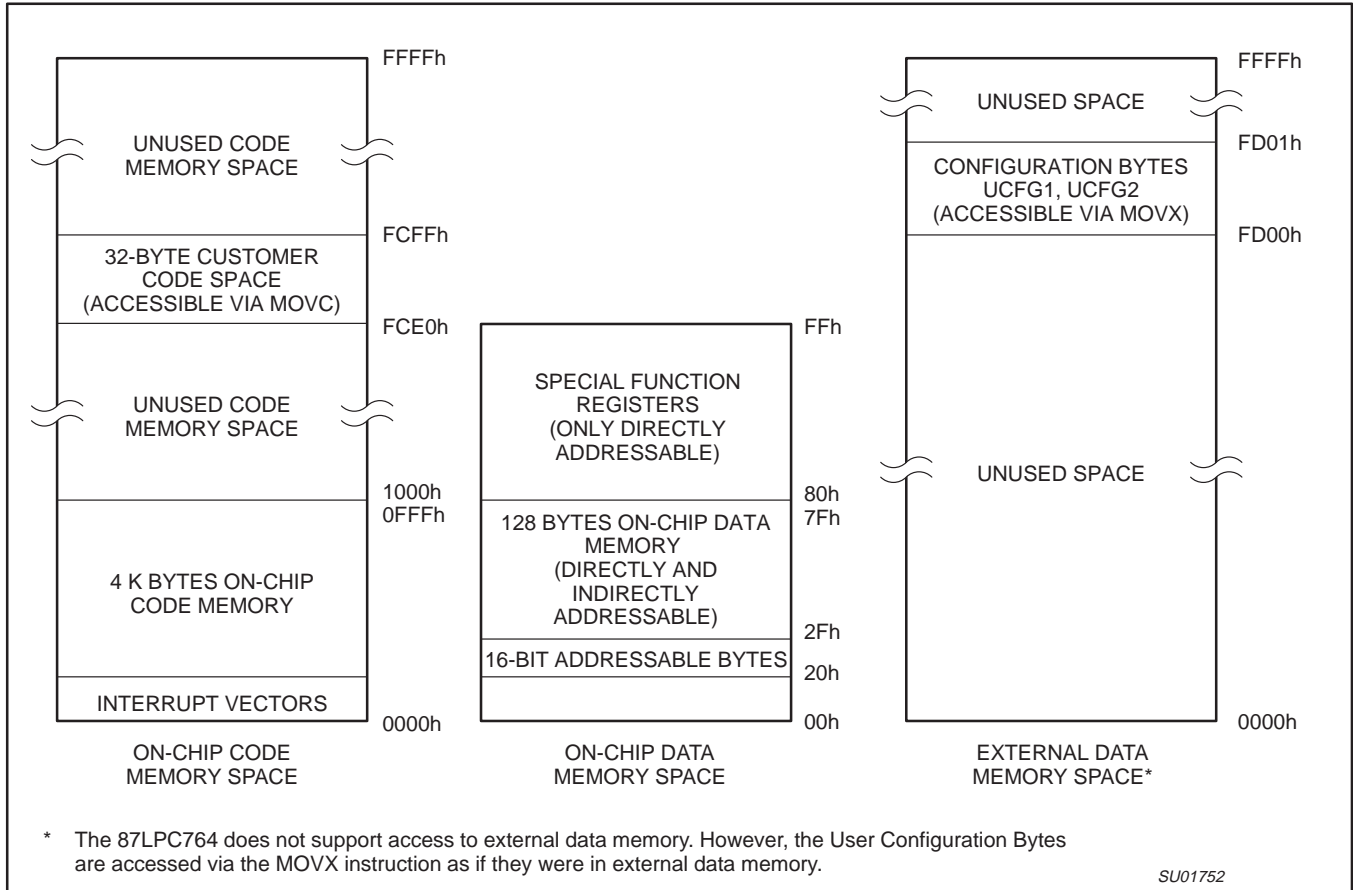 FFFFh
UNUSED CODE
MEMORY SPACE
FCFFh
32-BYTE CUSTOMER
CODE SPACE
(ACCESSIBLE VIA MOVC)
FCE0h
UNUSED CODE
MEMORY SPACE
1000h
0FFFh
4 K BYTES ON-CHIP
CODE MEMORY
INTERRUPT VECTORS
0000h
ON-CHIP CODE
MEMORY SPACE
FFh
SPECIAL FUNCTION
REGISTERS
(ONLY DIRECTLY
ADDRESSABLE)
80h
7Fh
128 BYTES ON-CHIP DATA
MEMORY
(DIRECTLY AND
INDIRECTLY
ADDRESSABLE)
2Fh
16-BIT ADDRESSABLE BYTES
20h
00h
ON-CHIP DATA
MEMORY SPACE
FFFFh
UNUSED SPACE
FD01h
CONFIGURATION BYTES
UCFG1, UCFG2
(ACCESSIBLE VIA MOVX)
FD00h
UNUSED SPACE
0000h
EXTERNAL DATA
MEMORY SPACE*
* The 87LPC764 does not support access to external data memory. However, the User Configuration Bytes
are accessed via the MOVX instruction as if they were in external data memory.
SU01752